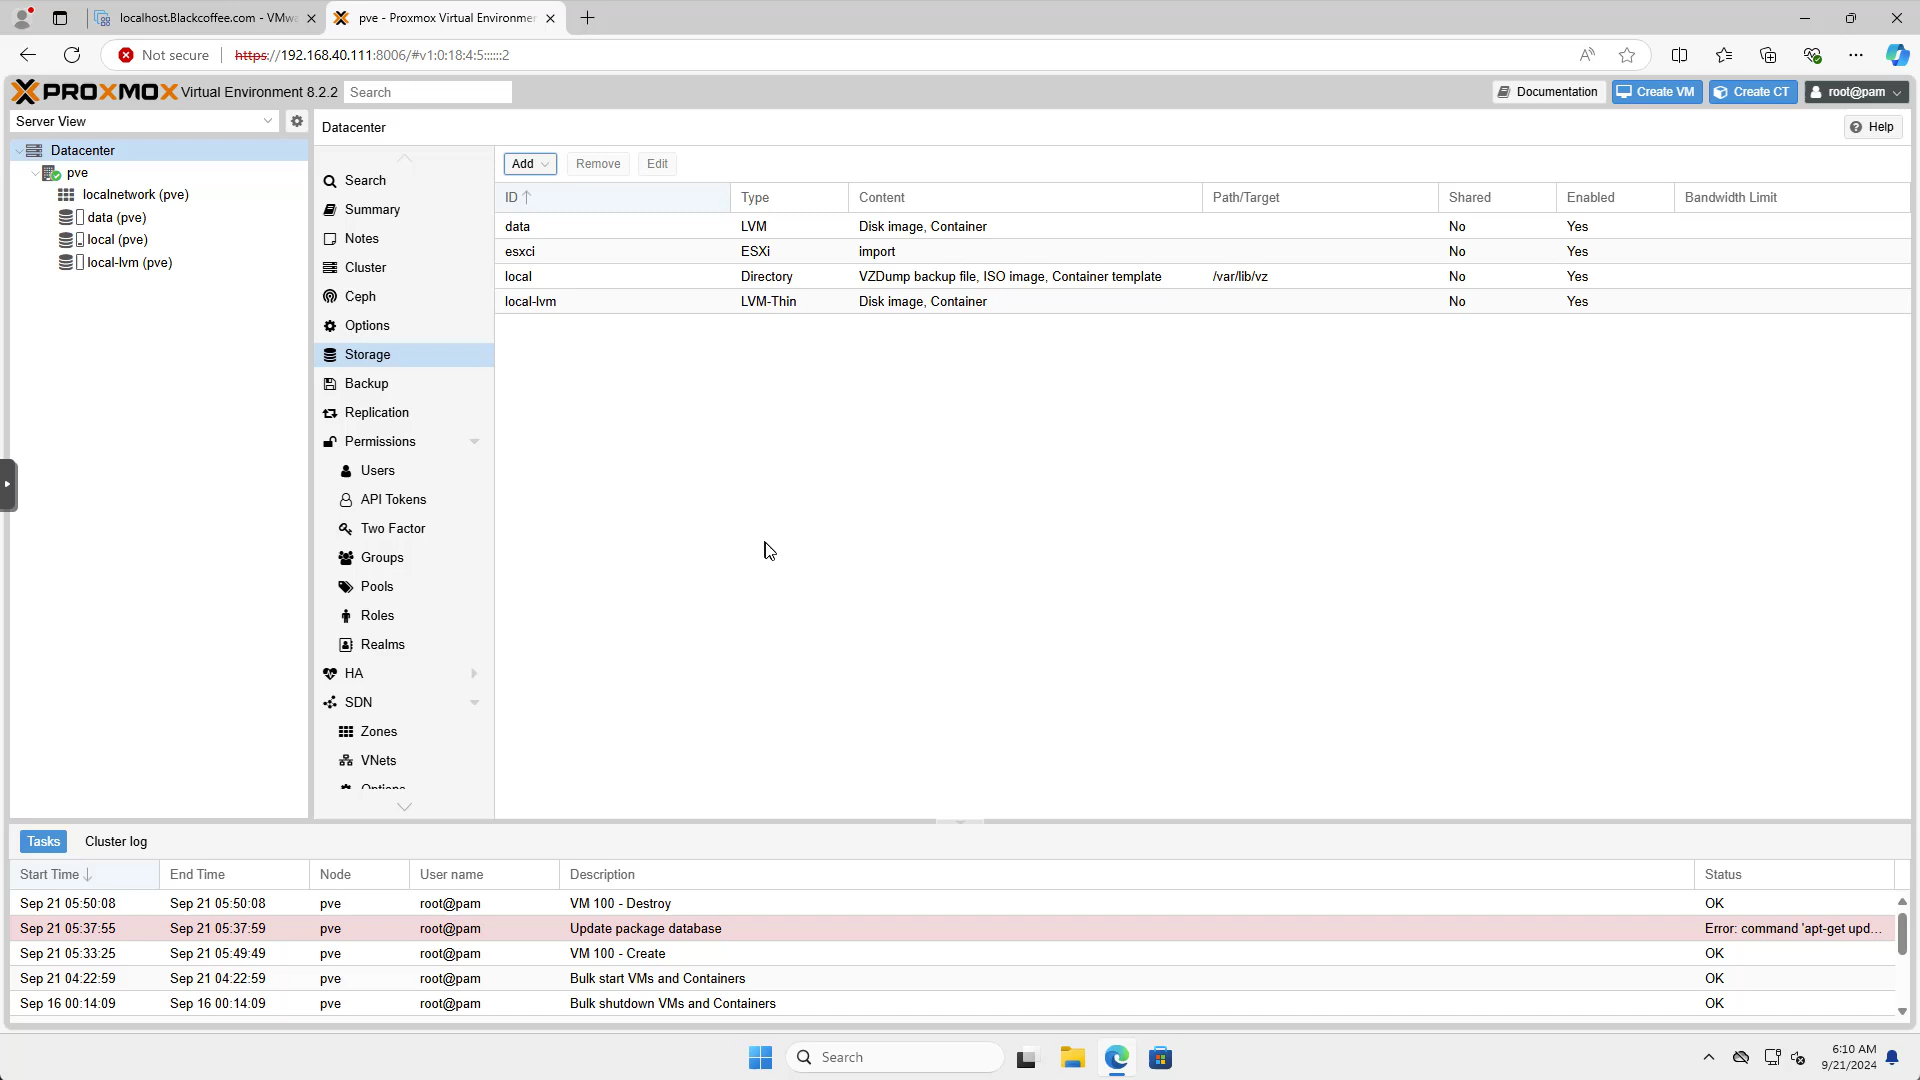 localhost.Blackcoffee.com - VMwa
pve - Proxmox Virtual Environme
Not secure https://192.168.40.111:8006/#v1:0:18:4:5::::::2
PROXMOX Virtual Environment 8.2.2 Search
Documentation Create VM Create CT root@pam
Server View
Datacenter
pve
localnetwork (pve)
data (pve)
local (pve)
local-lvm (pve)
Datacenter Help
Search
Summary
Notes
Cluster
Ceph
Options
Storage
Backup
Replication
Permissions
Users
API Tokens
Two Factor
Groups
Pools
Roles
Realms
HA
SDN
Zones
VNets
Options
Add Remove Edit
ID Type Content Path/Target Shared Enabled Bandwidth Limit
data LVM Disk image, Container No Yes
esxci ESXi import No Yes
local Directory VZDump backup file, ISO image, Container template /var/lib/vz No Yes
local-lvm LVM-Thin Disk image, Container No Yes
Tasks Cluster log
Start Time End Time Node User name Description Status
Sep 21 05:50:08 Sep 21 05:50:08 pve root@pam VM 100 - Destroy OK
Sep 21 05:37:55 Sep 21 05:37:59 pve root@pam Update package database Error: command 'apt-get upd...
Sep 21 05:33:25 Sep 21 05:49:49 pve root@pam VM 100 - Create OK
Sep 21 04:22:59 Sep 21 04:22:59 pve root@pam Bulk start VMs and Containers OK
Sep 16 00:14:09 Sep 16 00:14:09 pve root@pam Bulk shutdown VMs and Containers OK
Search
6:10 AM
9/21/2024